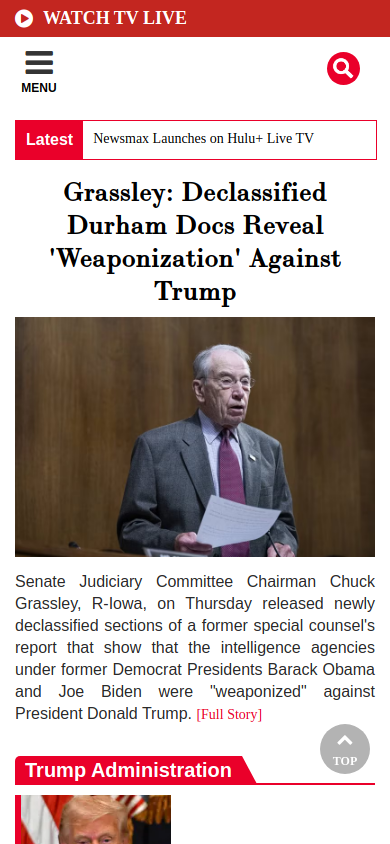 WATCH TV LIVE
MENU
Latest
Newsmax Launches on Hulu+ Live TV
Grassley: Declassified
Durham Docs Reveal
'Weaponization' Against
Trump
Senate Judiciary Committee Chairman Chuck
Grassley, R-Iowa, on Thursday released newly
declassified sections of a former special counsel's
report that show that the intelligence agencies
under former Democrat Presidents Barack Obama
and Joe Biden were "weaponized" against
President Donald Trump. [Full Story]
TOP
Trump Administration